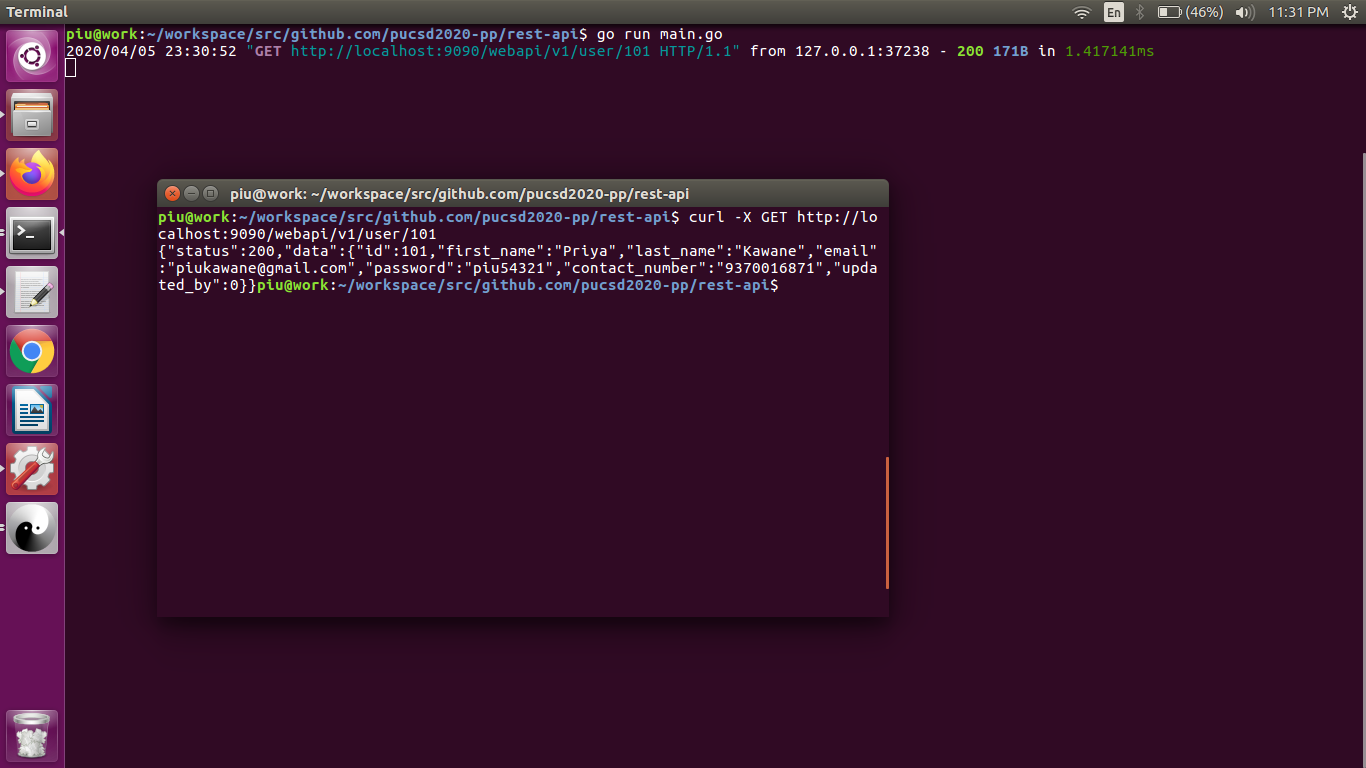 Terminal
En
(46%)
11:31 PM
piu@work:~/workspace/src/github.com/pucsd2020-pp/rest-api$ go run main.go
2020/04/05 23:30:52 "GET http://localhost:9090/webapi/v1/user/101 HTTP/1.1" from 127.0.0.1:37238 - 200 171B in 1.417141ms
piu@work: ~/workspace/src/github.com/pucsd2020-pp/rest-api
piu@work:~/workspace/src/github.com/pucsd2020-pp/rest-api$ curl -X GET http://lo
calhost:9090/webapi/v1/user/101
{"status":200,"data":{"id":101,"first_name":"Priya","last_name":"Kawane","email"
:"piukawane@gmail.com","password":"piu54321","contact_number":"9370016871","upda
ted_by":0}}piu@work:~/workspace/src/github.com/pucsd2020-pp/rest-api$